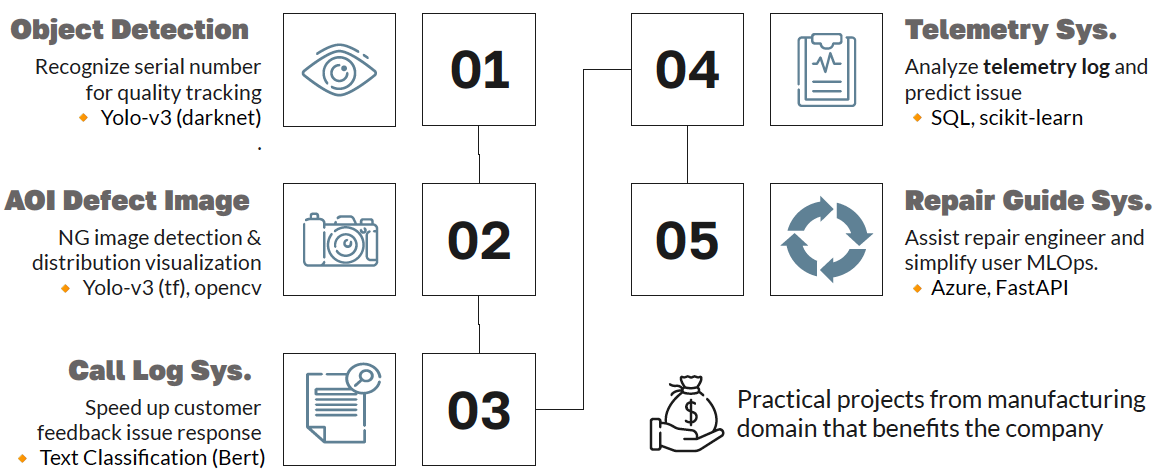 Object Detection
Recognize serial number
for quality tracking
🔸 Yolo-v3 (darknet)
.
01
AOI Defect Image
NG image detection &
distribution visualization
🔸 Yolo-v3 (tf), opencv
02
Call Log Sys.
Speed up customer
feedback issue response
🔸 Text Classification (Bert)
03
04
Telemetry Sys.
Analyze telemetry log and
predict issue
🔸 SQL, scikit-learn
05
Repair Guide Sys.
Assist repair engineer and
simplify user MLOps.
🔸 Azure, FastAPI
$
Practical projects from manufacturing
domain that benefits the company